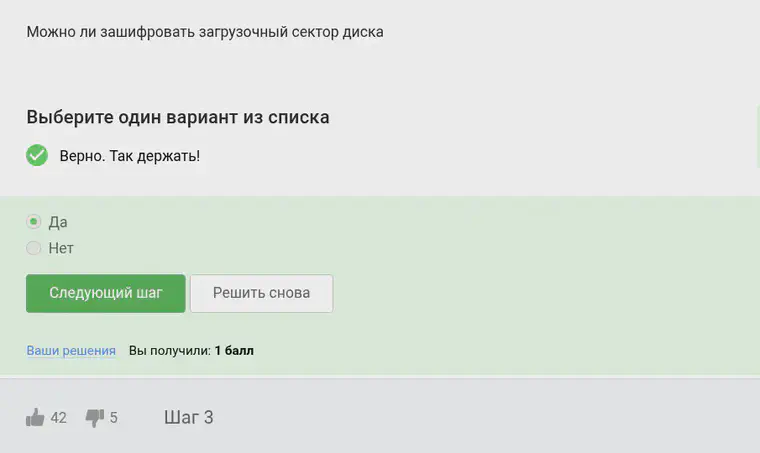 Можно ли зашифровать загрузочный сектор диска
Выберите один вариант из списка
Верно. Так держать!
Да
Нет
Следующий шаг
Решить снова
Ваши решения Вы получили: 1 балл
42 5 Шаг 3